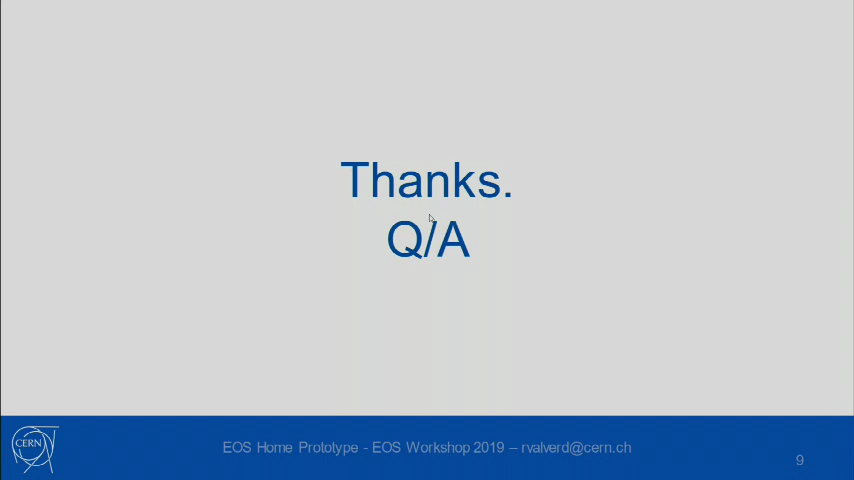 Thanks.
Q/A
CERN
EOS Home Prototype - EOS Workshop 2019 – rvalverd@cern.ch
9